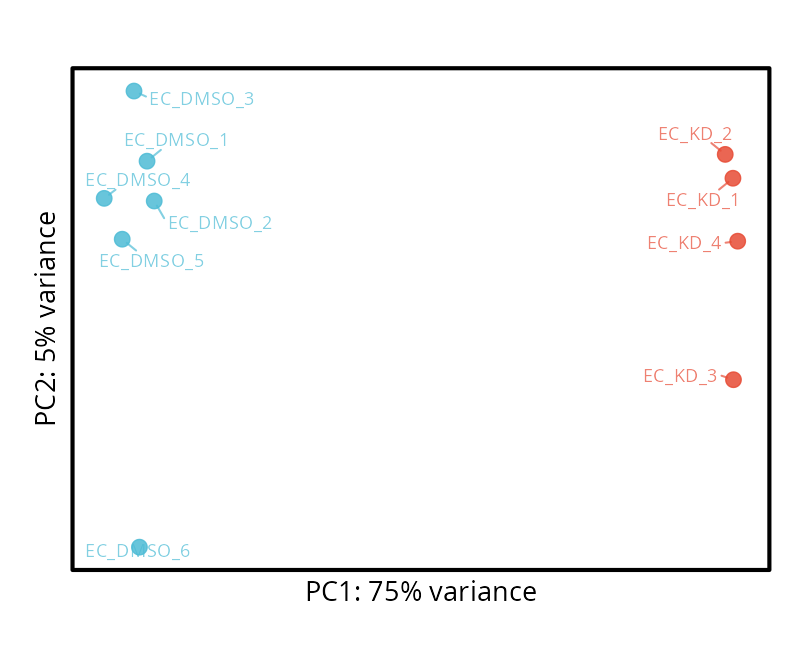 EC_DMSO_3
EC_DMSO_1
EC_DMSO_4
EC_DMSO_2
EC_DMSO_5
EC_DMSO_6
EC_KD_2
EC_KD_1
EC_KD_4
EC_KD_3
PC2: 5% variance
PC1: 75% variance